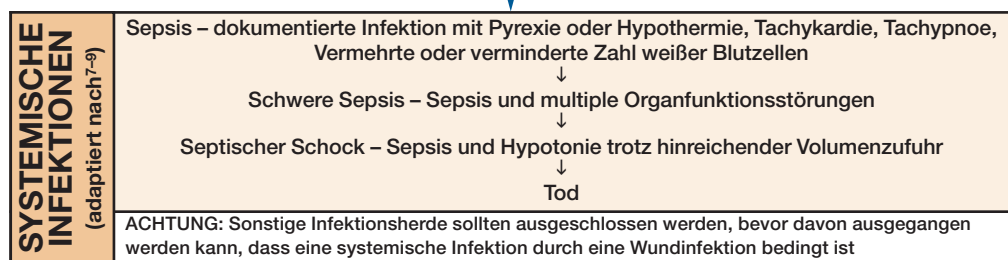 SYSTEMISCHE
INFEKTIONEN
(adaptiert nach7–9)
Sepsis – dokumentierte Infektion mit Pyrexie oder Hypothermie, Tachykardie, Tachypnoe,
Vermehrte oder verminderte Zahl weißer Blutzellen
↓
Schwere Sepsis – Sepsis und multiple Organfunktionsstörungen
↓
Septischer Schock – Sepsis und Hypotonie trotz hinreichender Volumenzufuhr
↓
Tod
ACHTUNG: Sonstige Infektionsherde sollten ausgeschlossen werden, bevor davon ausgegangen
werden kann, dass eine systemische Infektion durch eine Wundinfektion bedingt ist